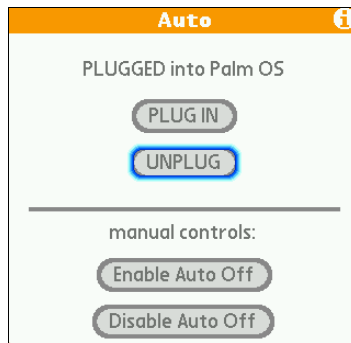 Auto i
PLUGGED into Palm OS
PLUG IN
UNPLUG
manual controls:
Enable Auto Off
Disable Auto Off